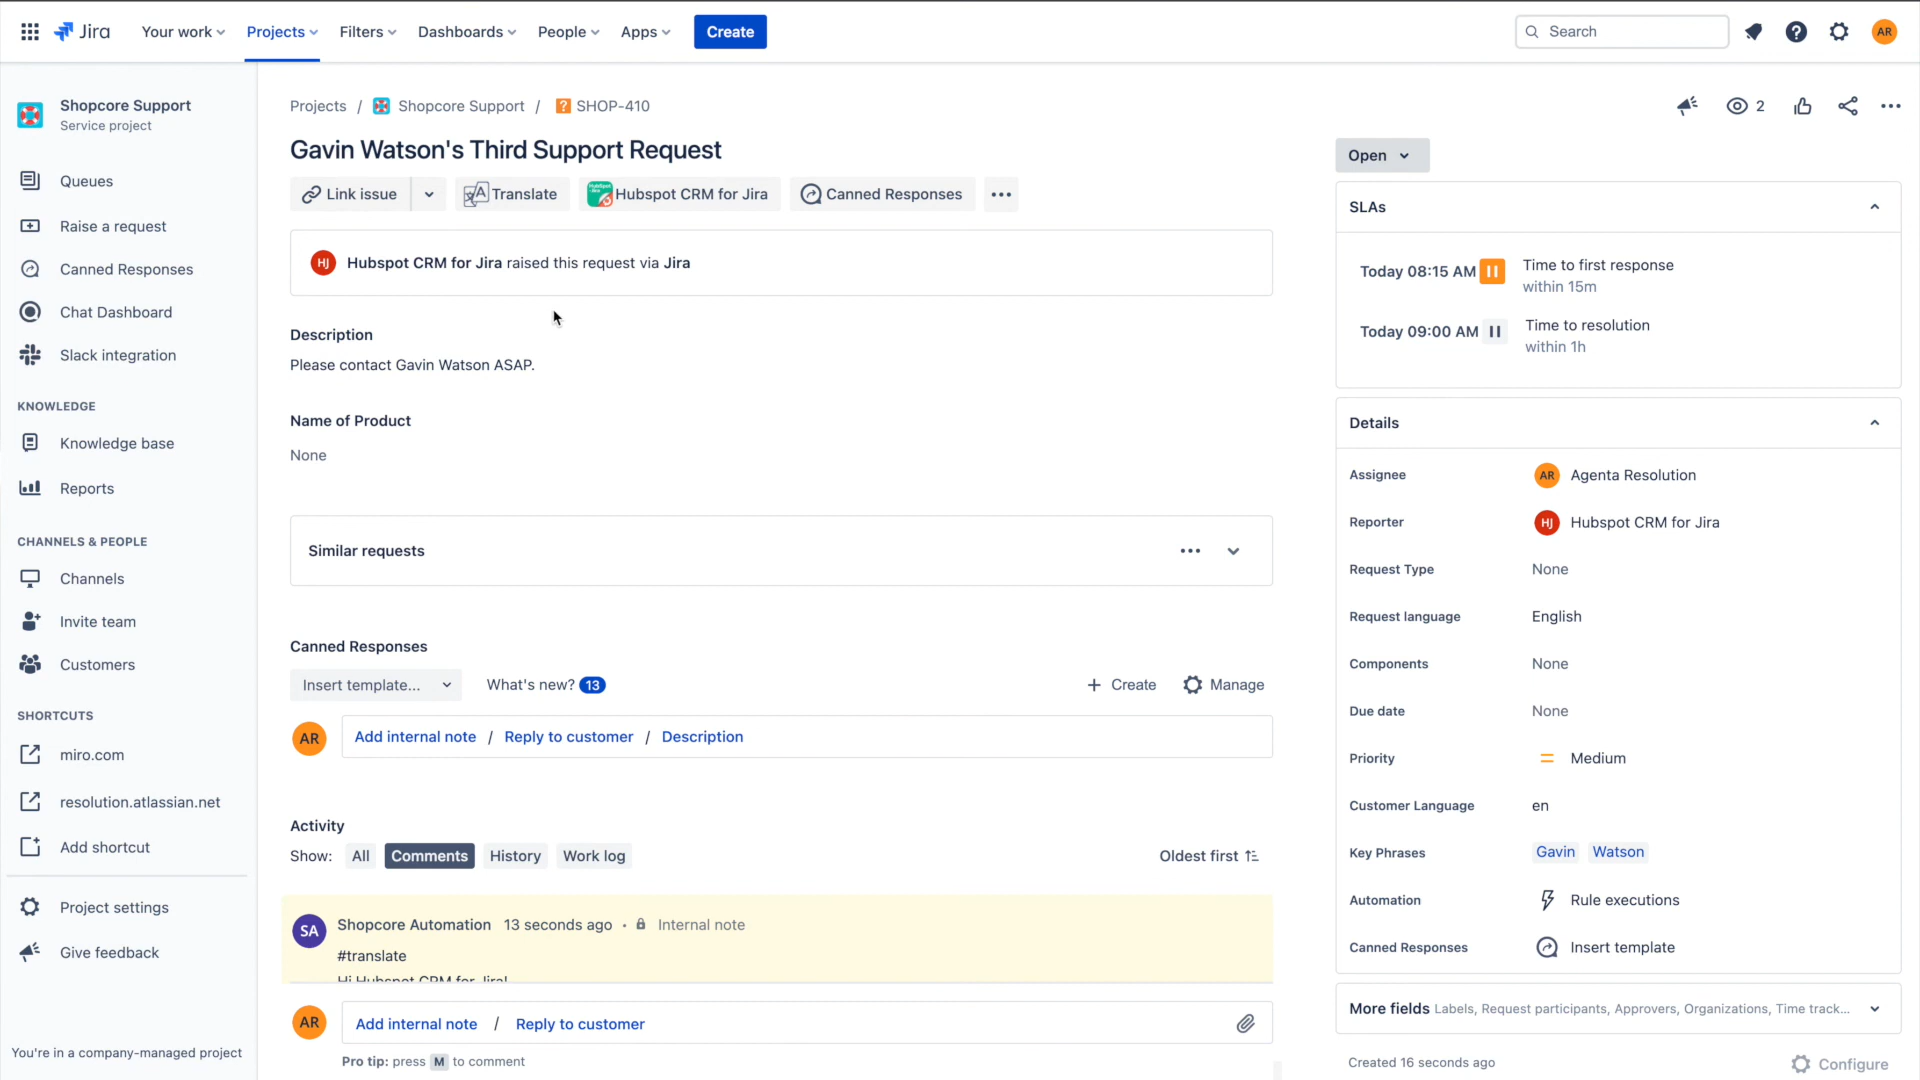 Jira
Your work
Projects
Filters
Dashboards
People
Apps
Create
Search
AR
Shopcore Support
Service project
Queues
Raise a request
Canned Responses
Chat Dashboard
Slack integration
KNOWLEDGE
Knowledge base
Reports
CHANNELS & PEOPLE
Channels
Invite team
Customers
SHORTCUTS
miro.com
resolution.atlassian.net
Add shortcut
Project settings
Give feedback
You're in a company-managed project
Projects / Shopcore Support / SHOP-410
2
Gavin Watson's Third Support Request
Link issue
Translate
Hubspot CRM for Jira
Canned Responses
HJ Hubspot CRM for Jira raised this request via Jira
Description
Please contact Gavin Watson ASAP.
Name of Product
None
Similar requests
Canned Responses
Insert template...
What's new? 13
+ Create
Manage
AR Add internal note / Reply to customer / Description
Activity
Show: All Comments History Work log
Oldest first
SA Shopcore Automation 13 seconds ago • Internal note
#translate
Hi Hubspot CRM for Jira!
AR Add internal note / Reply to customer
Pro tip: press M to comment
Open
SLAs
Today 08:15 AM Time to first response
within 15m
Today 09:00 AM Time to resolution
within 1h
Details
Assignee AR Agenta Resolution
Reporter HJ Hubspot CRM for Jira
Request Type None
Request language English
Components None
Due date None
Priority Medium
Customer Language en
Key Phrases Gavin Watson
Automation Rule executions
Canned Responses Insert template
More fields Labels, Request participants, Approvers, Organizations, Time track...
Created 16 seconds ago
Configure